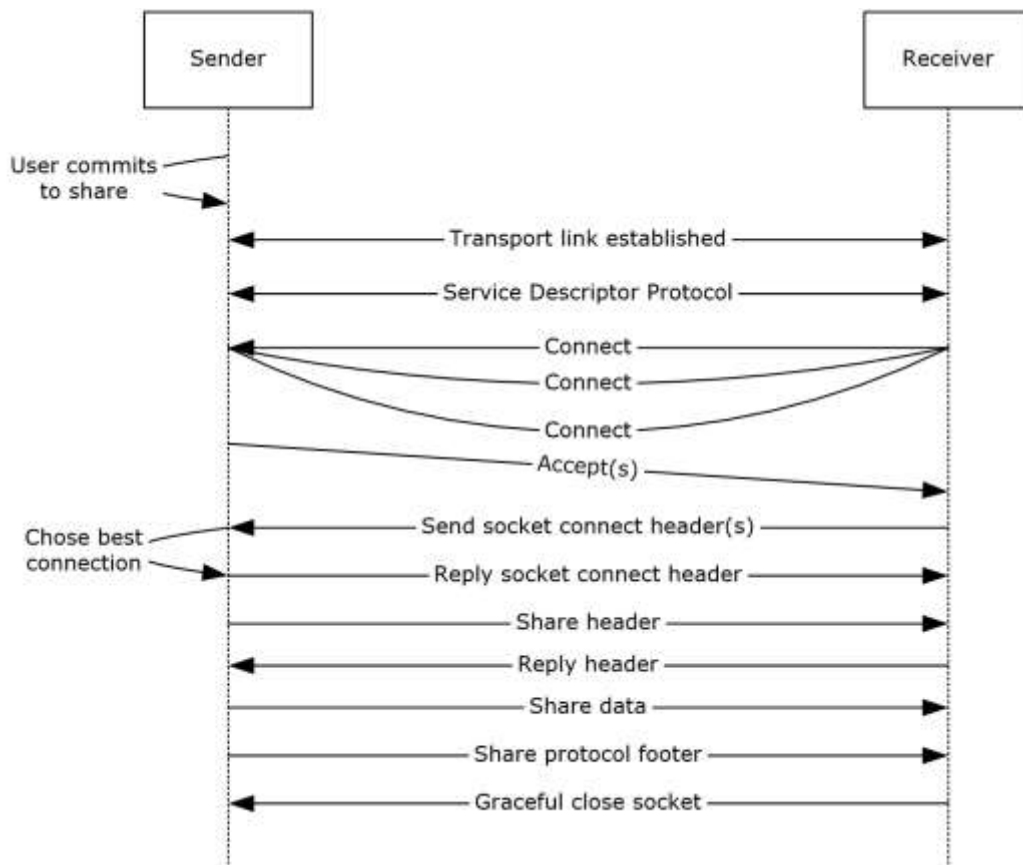 Sender
Receiver
User commits
to share
Transport link established
Service Descriptor Protocol
Connect
Connect
Connect
Accept(s)
Send socket connect header(s)
Chose best
connection
Reply socket connect header
Share header
Reply header
Share data
Share protocol footer
Graceful close socket